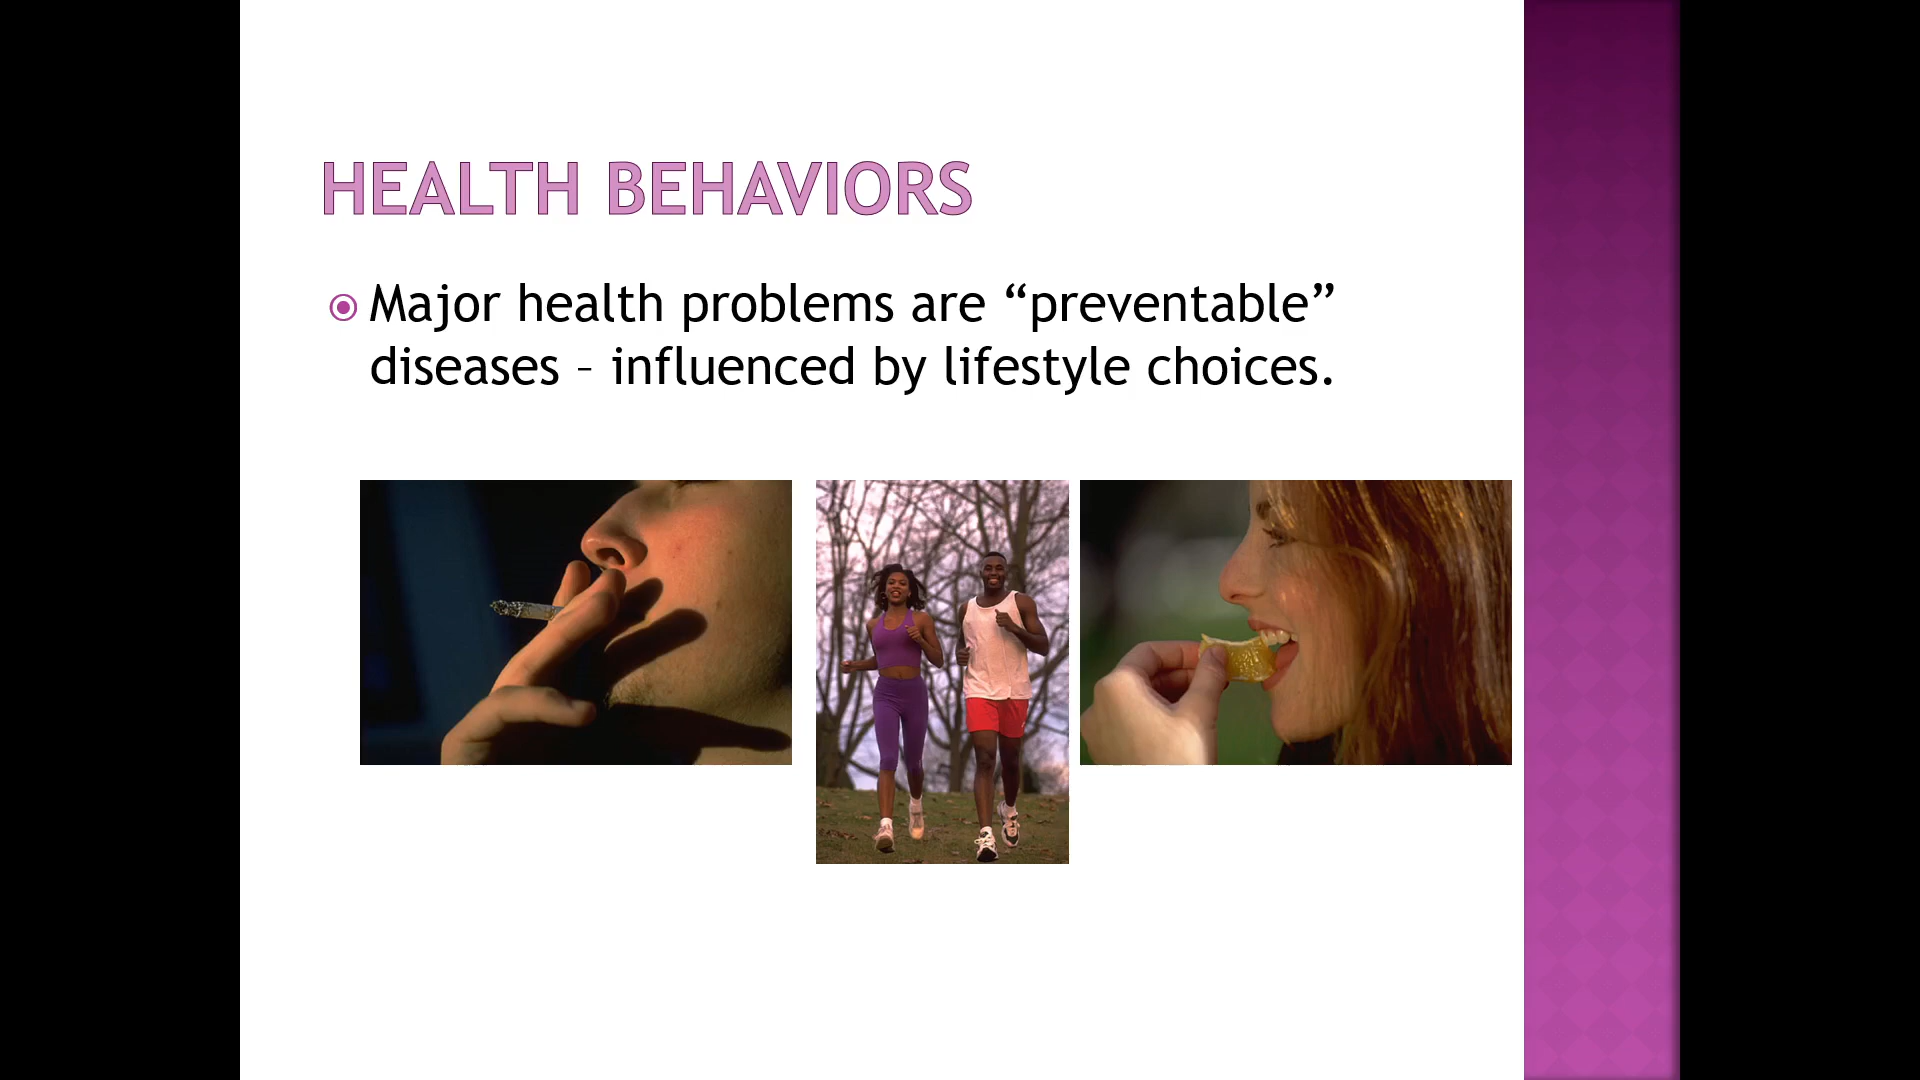 HEALTH BEHAVIORS
Major health problems are “preventable”
diseases – influenced by lifestyle choices.